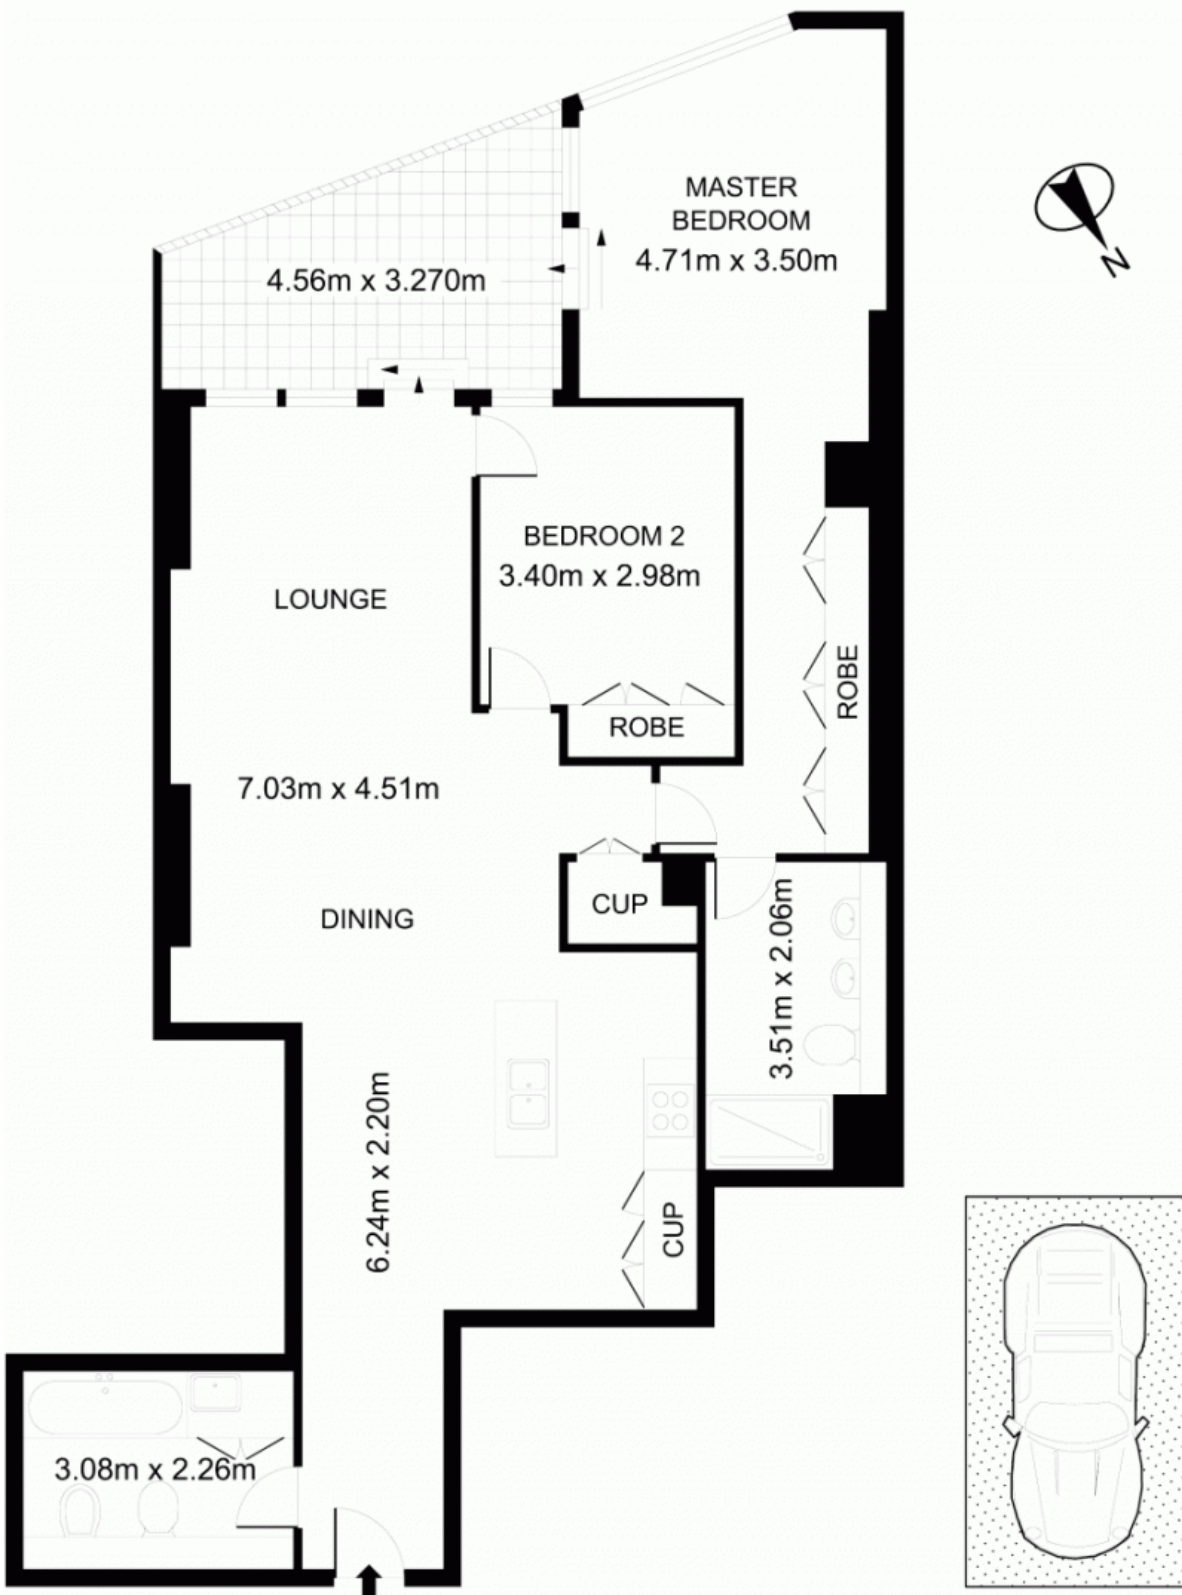 MASTER
BEDROOM
4.71m x 3.50m
N
4.56m x 3.270m
BEDROOM 2
3.40m x 2.98m
LOUNGE
ROBE
ROBE
7.03m x 4.51m
CUP
DINING
3.51m x 2.06m
6.24m x 2.20m
CUP
3.08m x 2.26m